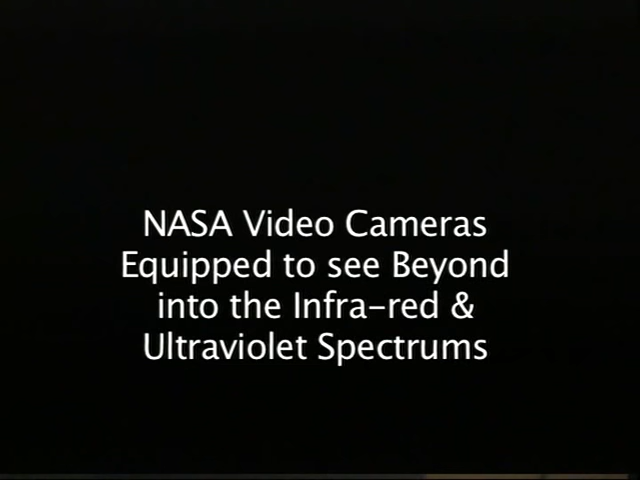 NASA Video Cameras
Equipped to see Beyond
into the Infra-red &
Ultraviolet Spectrums